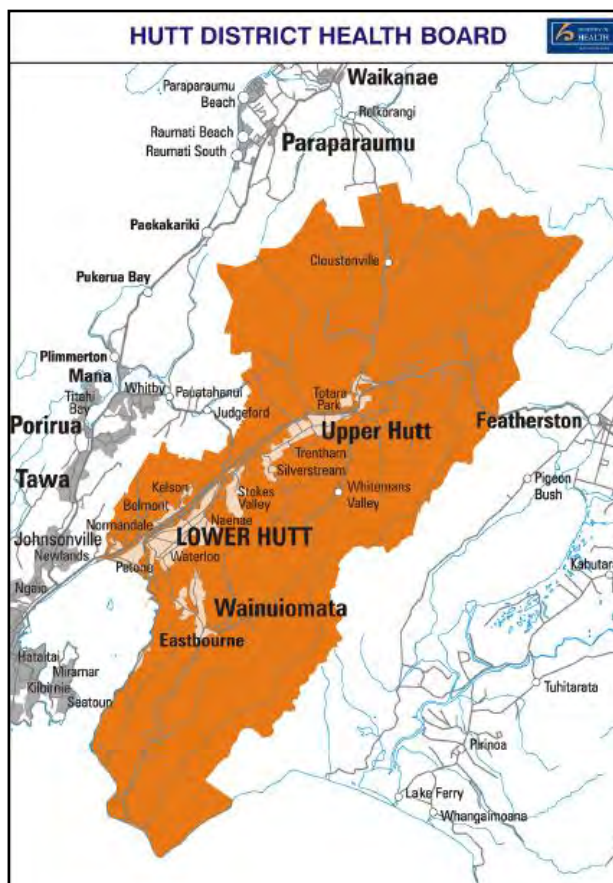 HUTT DISTRICT HEALTH BOARD
HEALTH
Waikanae
Paraparaumu
Beach
Reikorangi
Raumati Beach
Raumati South
Paraparaumu
Paekakariki
Cloustonville
Pukerua Bay
Plimmerton
Mana
Titahi
Bay
Whitby
Pauatahanui
Judgeford
Totara
Park
Porirua
Upper Hutt
Featherston
Tawa
Trentham
Silverstream
Kelson
Belmont
Stokes
Valley
Whitemans
Valley
Pigeon
Bush
Normandale
Naenae
Johnsonville
Newlands
LOWER HUTT
Waterloo
Petone
Kahutara
Ngaio
Wainuiomata
Eastbourne
Hataitai
Miramar
Kilbirnie
Seatoun
Tuhitarata
Pirinoa
Lake Ferry
Whangaimoana